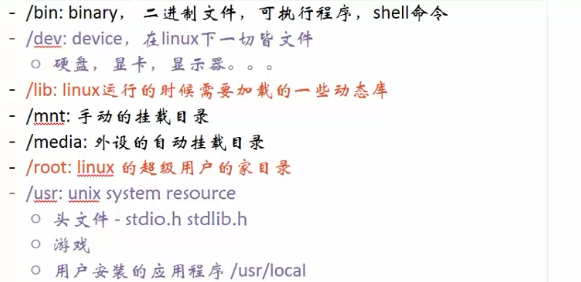 - /bin: binary， 二进制文件，可执行程序，shell命令
- /dev: device，在linux下一切皆文件
○ 硬盘，显卡，显示器。。。
- /lib: linux运行的时候需要加载的一些动态库
- /mnt: 手动的挂载目录
- /media: 外设的自动挂载目录
- /root: linux 的超级用户的家目录
- /usr: unix system resource
○ 头文件 - stdio.h stdlib.h
○ 游戏
○ 用户安装的应用程序 /usr/local